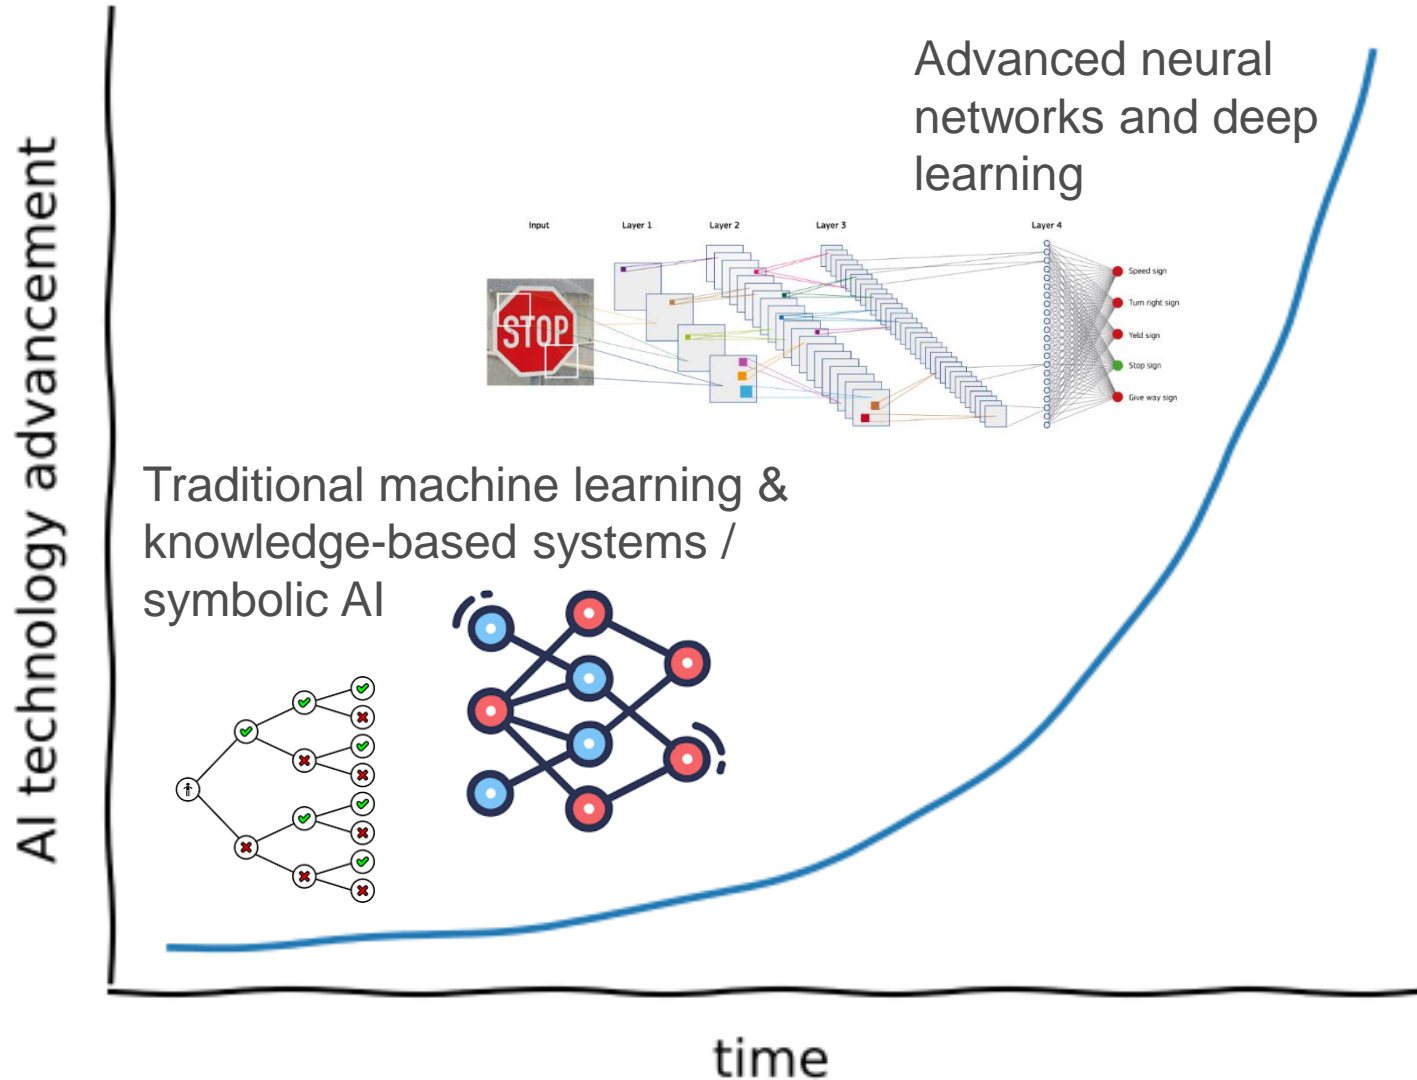 Advanced neural
networks and deep
learning
Input
Layer 1
Layer 2
Layer 3
Layer 4
STOP
Speed sign
Turn right sign
Yeld sign
Stop sign
Give way sign
Traditional machine learning &
knowledge-based systems /
symbolic AI
AI technology advancement
time